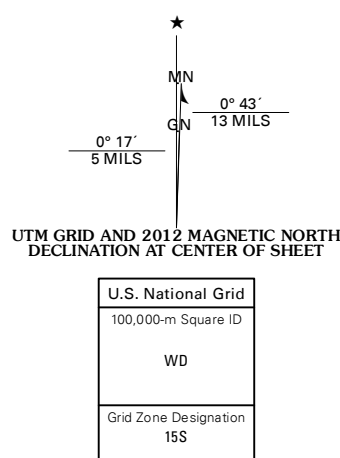 ★
MN
0° 43´
13 MILS
GN
0° 17´
5 MILS
UTM GRID AND 2012 MAGNETIC NORTH
DECLINATION AT CENTER OF SHEET
U.S. National Grid
100,000-m Square ID
WD
Grid Zone Designation
15S